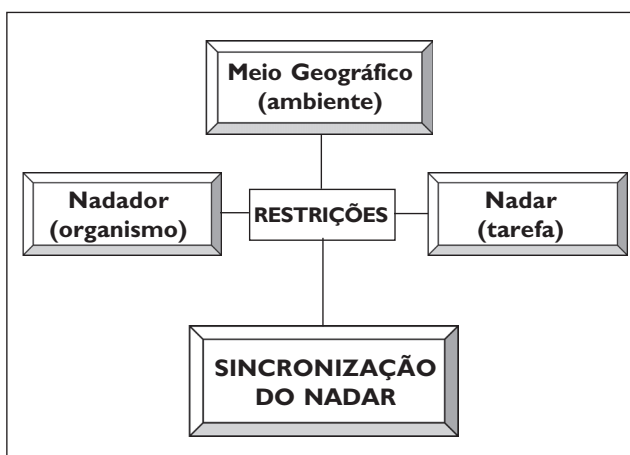 Meio Geográfico
(ambiente)
Nadador
(organismo)
RESTRIÇÕES
Nadar
(tarefa)
SINCRONIZAÇÃO
DO NADAR